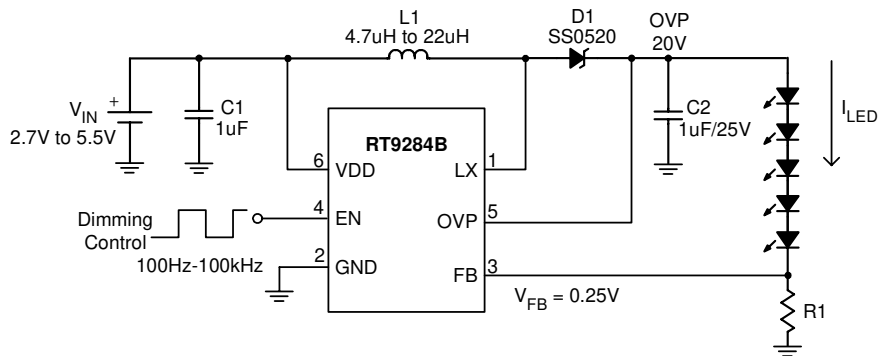 L1
4.7uH to 22uH
D1
SS0520
OVP
20V
V_IN
+
2.7V to 5.5V
C1
1uF
RT9284B
C2
1uF/25V
I_LED
6
VDD
LX
1
Dimming
Control
100Hz-100kHz
4
EN
OVP
5
2
GND
FB
3
V_FB = 0.25V
R1